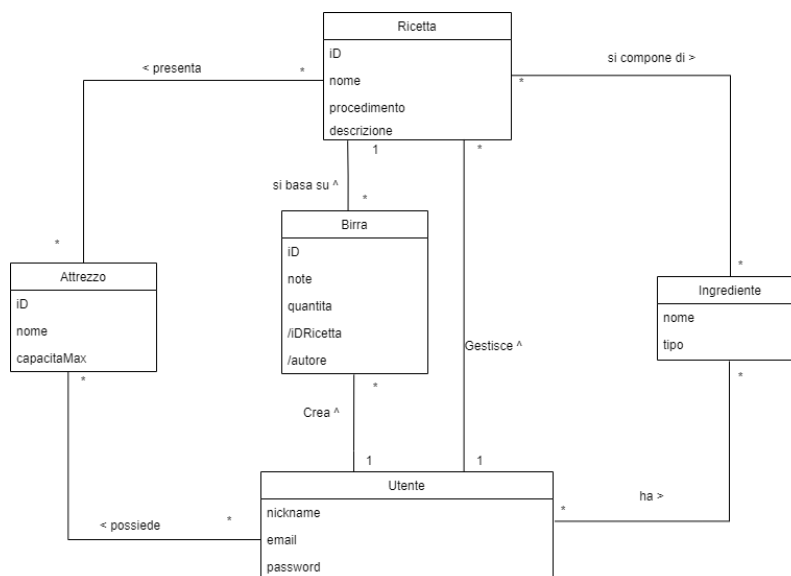 Ricetta
iD
nome
procedimento
descrizione
< presenta
*
si compone di >
*
1
*
si basa su ^
*
Birra
iD
note
quantita
/iDRicetta
/autore
*
Attrezzo
iD
nome
capacitaMax
*
*
Ingrediente
nome
tipo
*
Gestisce ^
*
Crea ^
1
1
Utente
nickname
email
password
< possiede
*
ha >
*